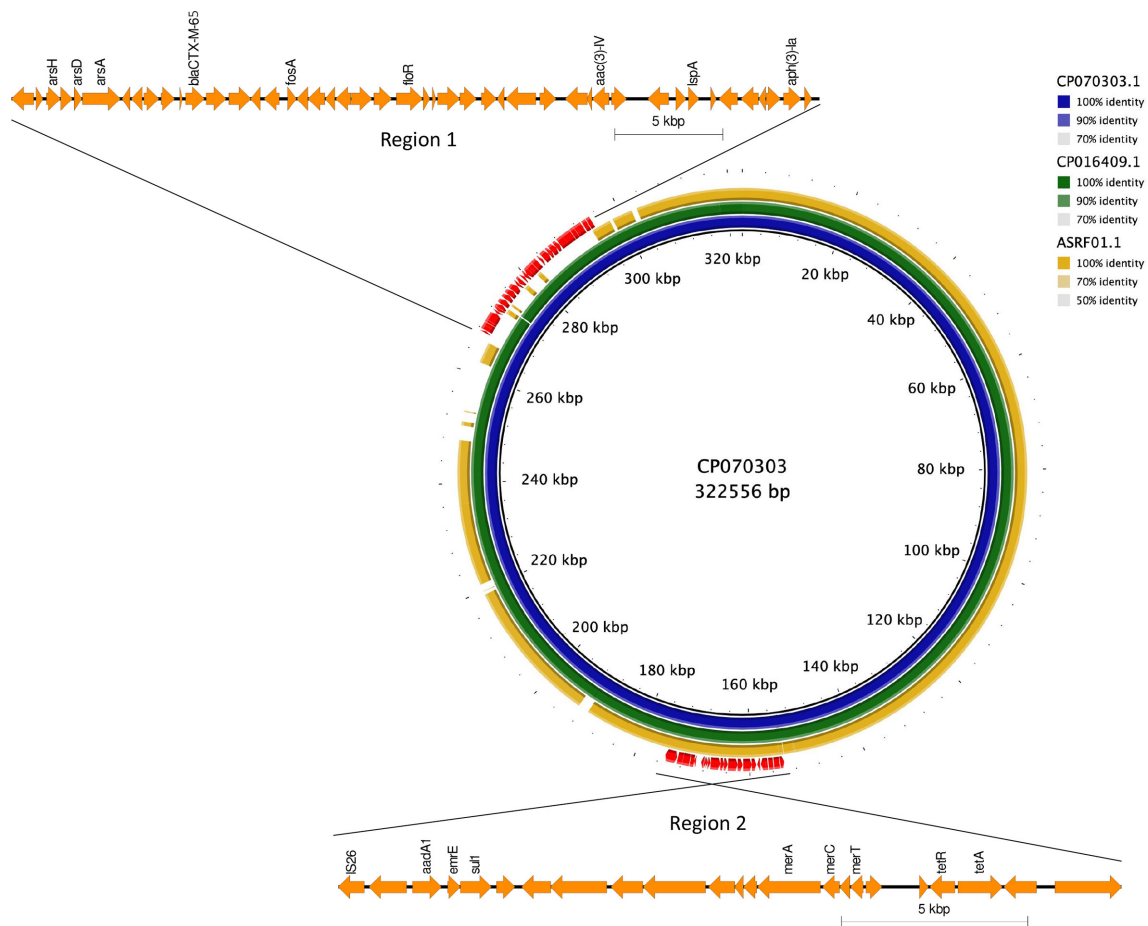 arsH
arsD
arsA
blaCTX-M-65
fosA
floR
aac(3)-IV
lspA
aph(3)-Ia
5 kbp
Region 1
CP070303.1
100% identity
90% identity
70% identity
CP016409.1
100% identity
90% identity
70% identity
ASRF01.1
100% identity
70% identity
50% identity
320 kbp
20 kbp
40 kbp
60 kbp
80 kbp
100 kbp
120 kbp
140 kbp
160 kbp
180 kbp
200 kbp
220 kbp
240 kbp
260 kbp
280 kbp
300 kbp
CP070303
322556 bp
Region 2
IS26
aadA1
emrE
sul1
merA
merC
merT
tetR
tetA
5 kbp